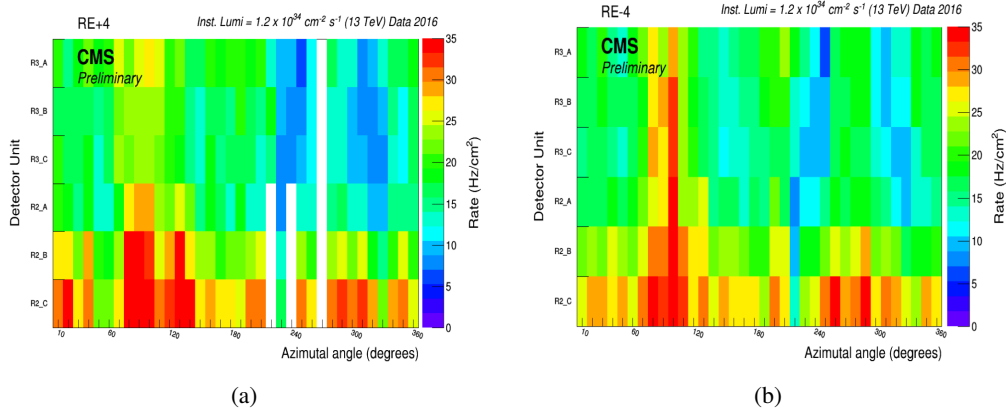 RE+4
Inst. Lumi = 1.2 x 10³⁴ cm⁻² s⁻¹ (13 TeV) Data 2016
CMS
Preliminary
Detector Unit
R3_A
R3_B
R3_C
R2_A
R2_B
R2_C
10 60 120 180 240 300 360
Azimutal angle (degrees)
35
30
25
20
15
10
5
0
Rate (Hz/cm²)
(a)
RE-4
Inst. Lumi = 1.2 x 10³⁴ cm⁻² s⁻¹ (13 TeV) Data 2016
CMS
Preliminary
Detector Unit
R3_A
R3_B
R3_C
R2_A
R2_B
R2_C
10 60 120 180 240 300 360
Azimutal angle (degrees)
35
30
25
20
15
10
5
0
Rate (Hz/cm²)
(b)